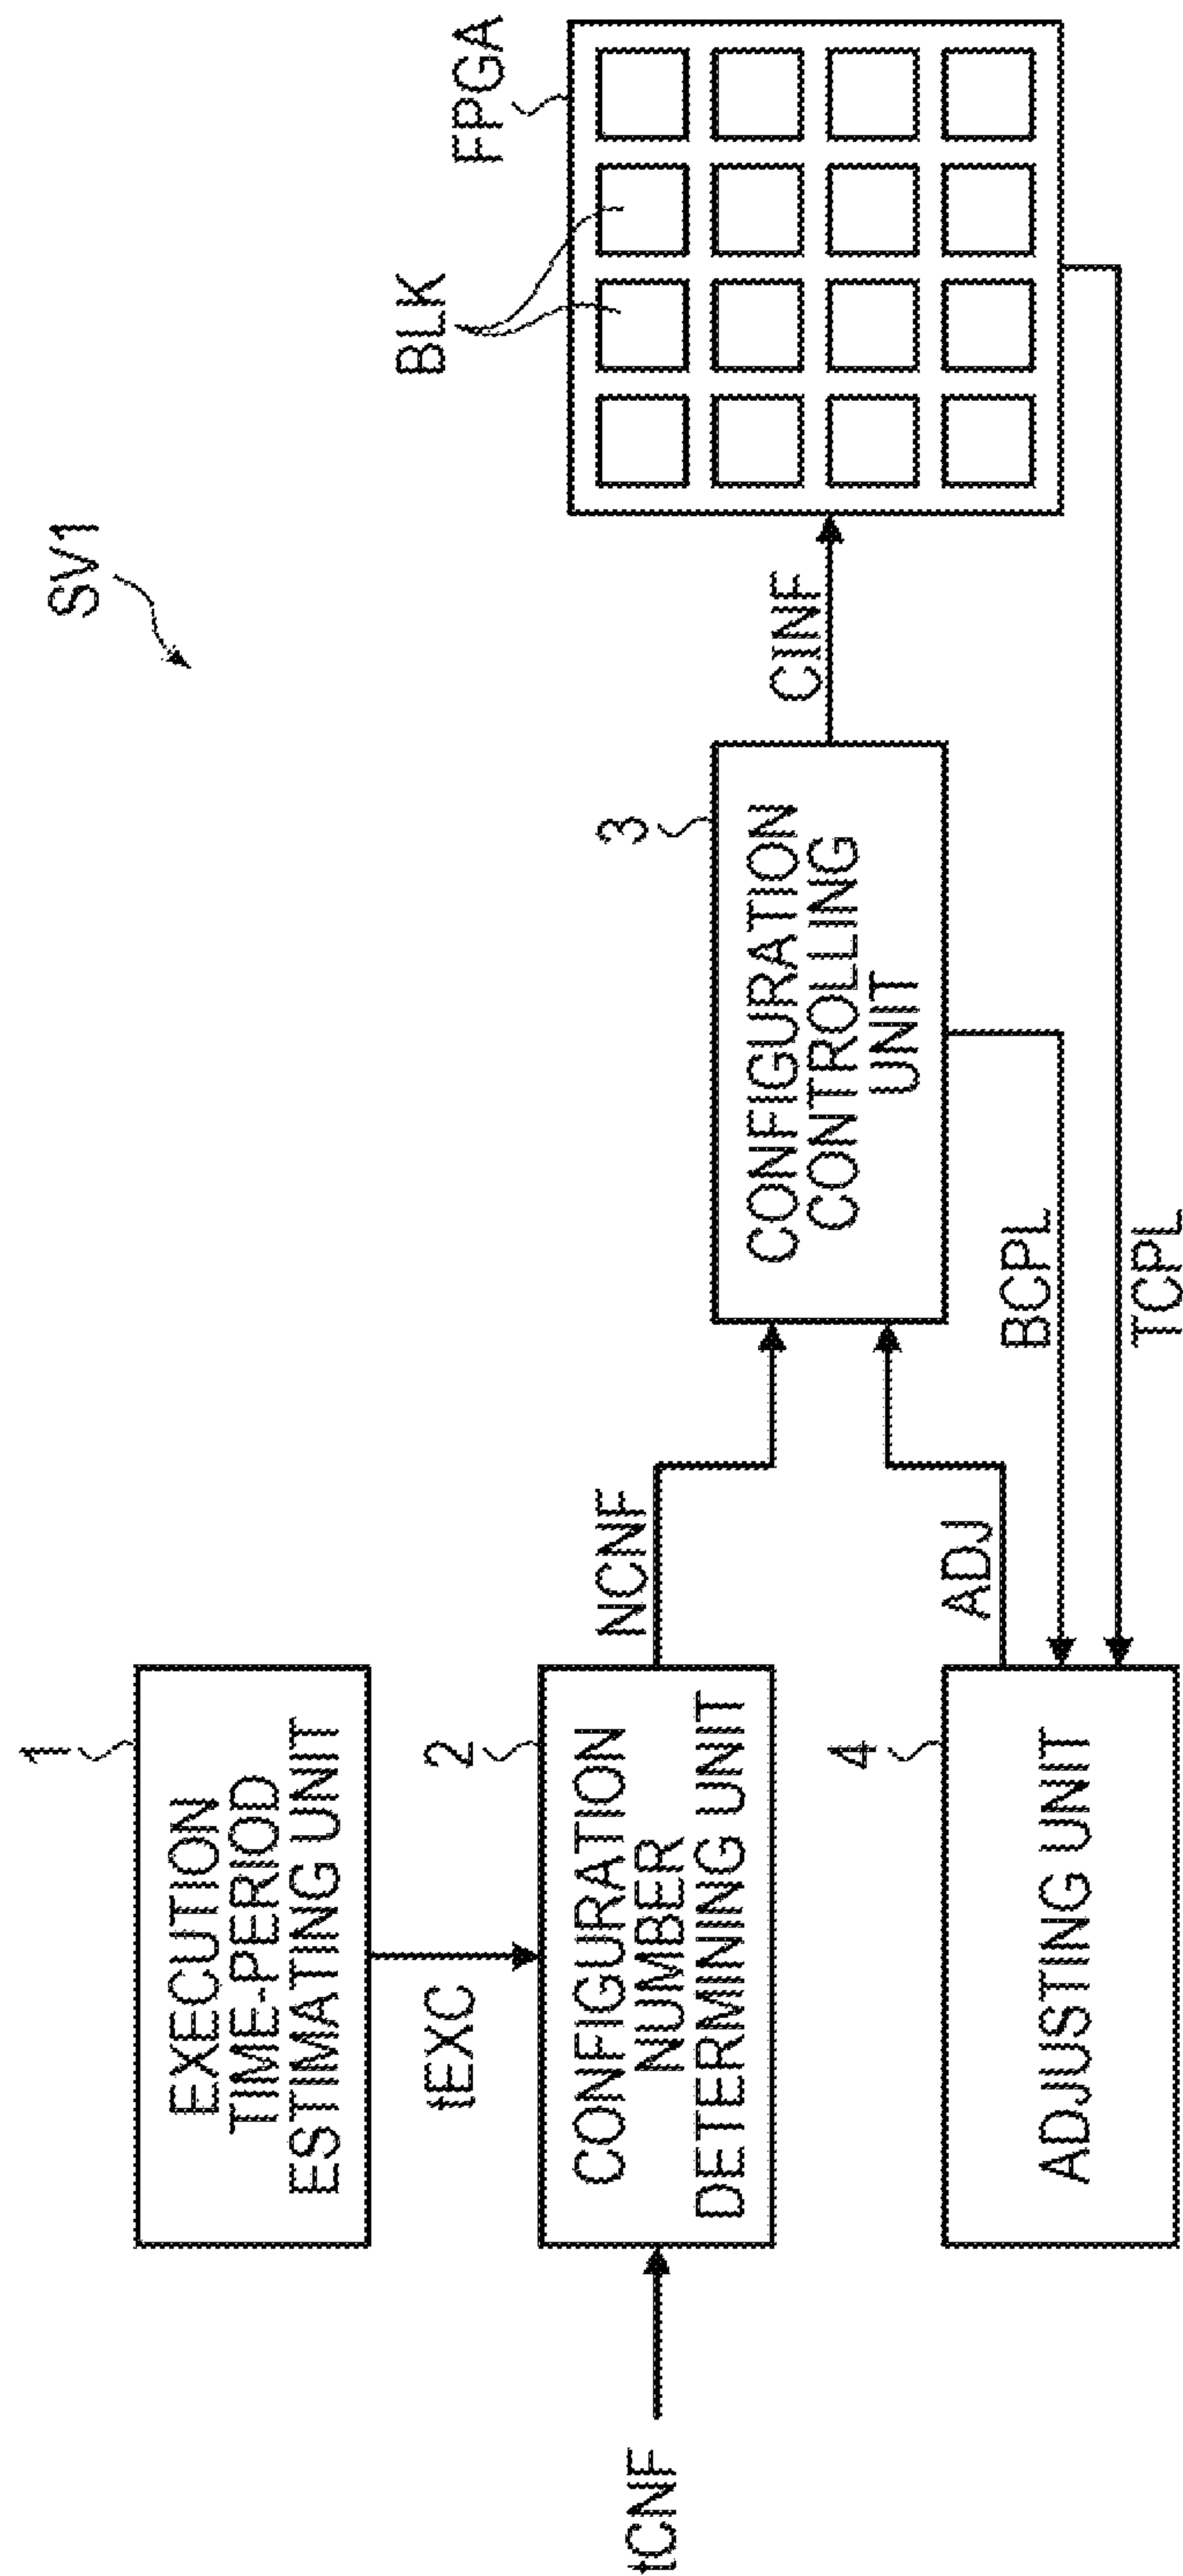 SV1
1
EXECUTION
TIME-PERIOD
ESTIMATING UNIT
tEXC
tCNF
2
CONFIGURATION
NUMBER
DETERMINING UNIT
NCNF
4
ADJUSTING UNIT
ADJ
3
CONFIGURATION
CONTROLLING
UNIT
BCPL
TCPL
CINF
BLK
FPGA